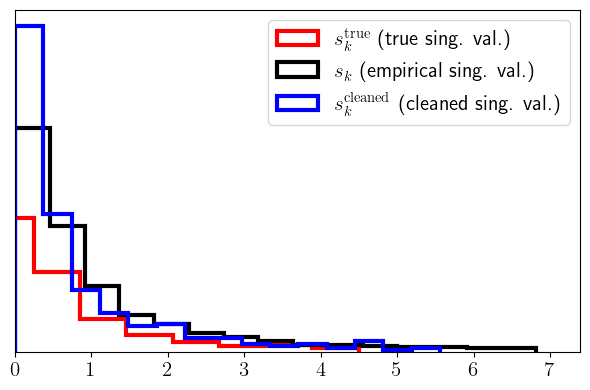 s_k^true (true sing. val.)
s_k (empirical sing. val.)
s_k^cleaned (cleaned sing. val.)
0 1 2 3 4 5 6 7